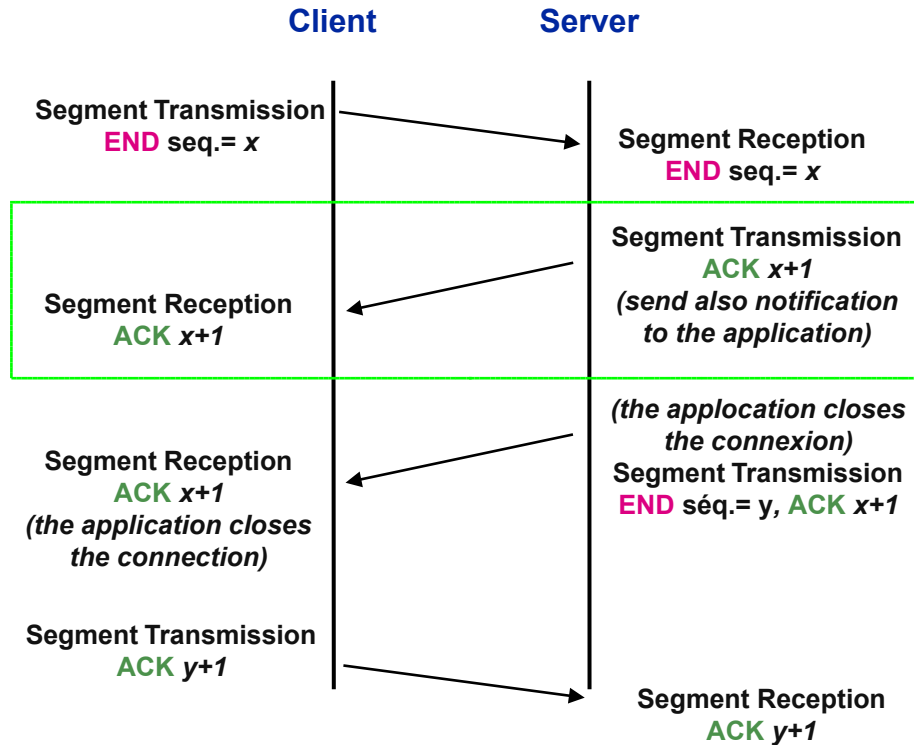 Client
Server
Segment Transmission
END seq.= x
Segment Reception
END seq.= x
Segment Transmission
ACK x+1
(send also notification
to the application)
Segment Reception
ACK x+1
(the applocation closes
the connexion)
Segment Transmission
END séq.= y, ACK x+1
Segment Reception
ACK x+1
(the application closes
the connection)
Segment Transmission
ACK y+1
Segment Reception
ACK y+1